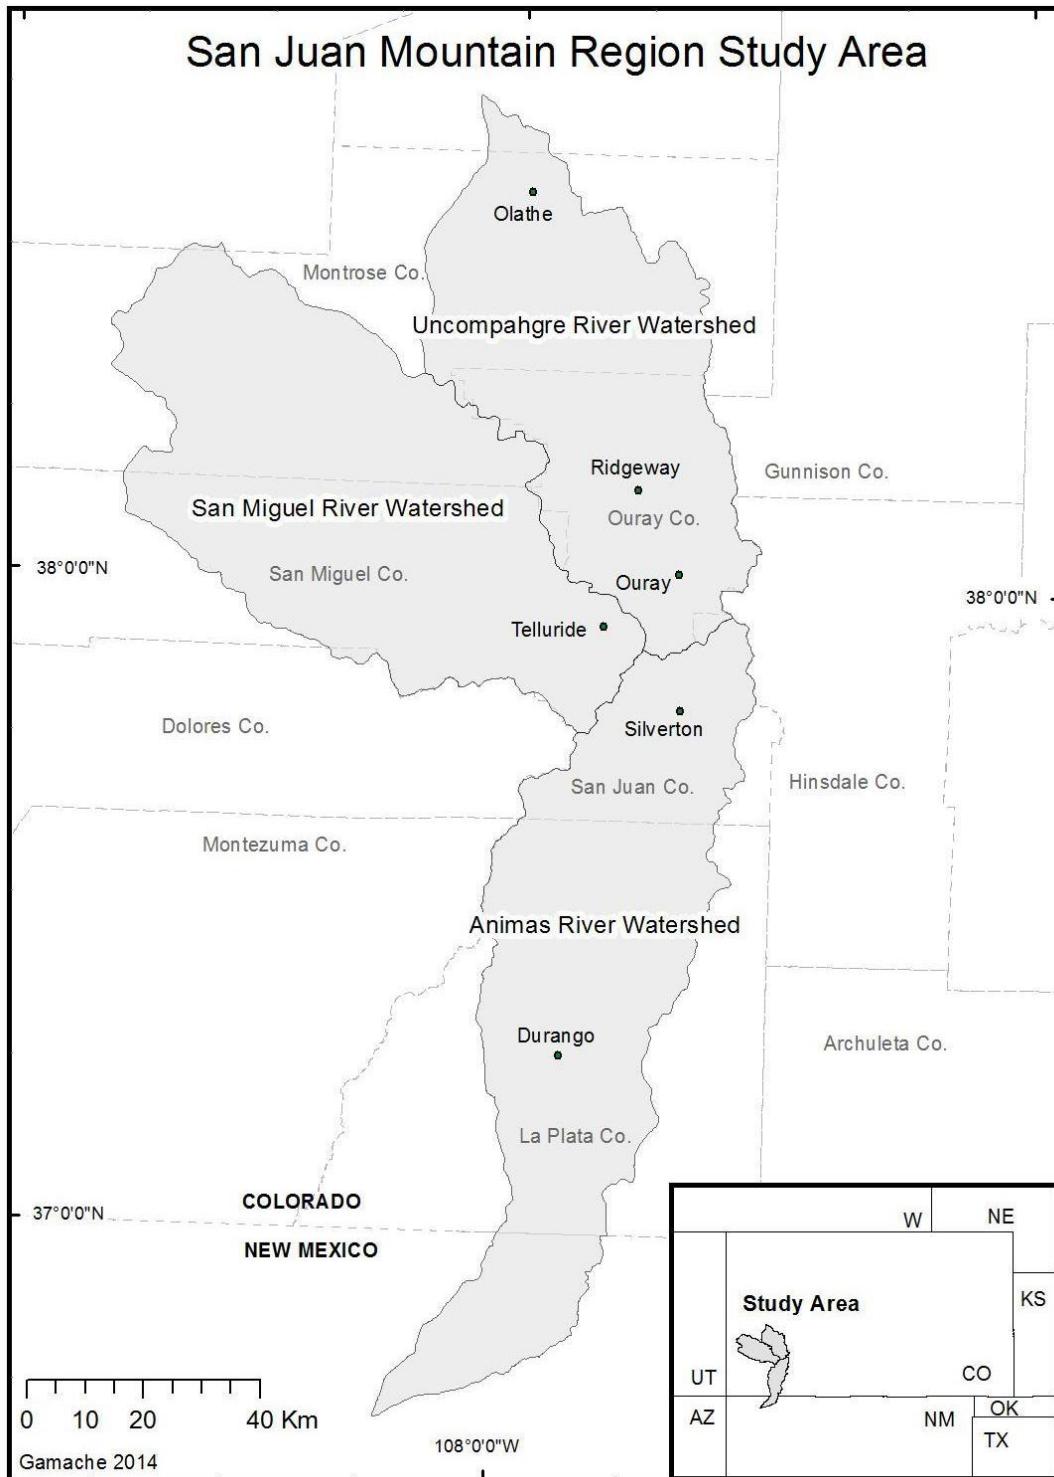 San Juan Mountain Region Study Area
Olathe
Montrose Co.
Uncompahgre River Watershed
Ridgeway
Gunnison Co.
San Miguel River Watershed
Ouray Co.
38°0'0"N
San Miguel Co.
Ouray
38°0'0"N
Telluride
Dolores Co.
Silverton
San Juan Co.
Hinsdale Co.
Montezuma Co.
Animas River Watershed
Durango
Archuleta Co.
La Plata Co.
COLORADO
37°0'0"N
NEW MEXICO
W
NE
KS
Study Area
UT
CO
AZ
NM
OK
TX
0 10 20 40 Km
108°0'0"W
Gamache 2014